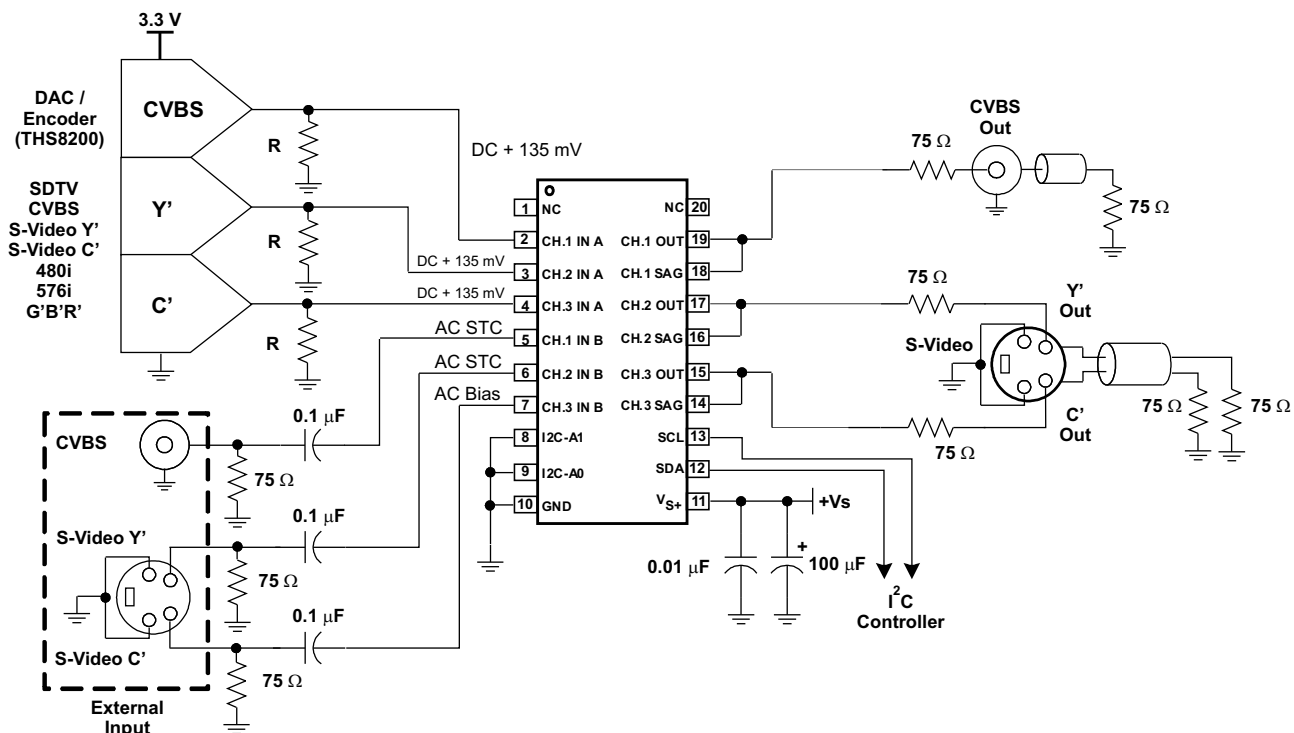 3.3 V
DAC /
Encoder
(THS8200)
SDTV
CVBS
S-Video Y'
S-Video C'
480i
576i
G'B'R'
CVBS
Y'
C'
R
R
R
DC + 135 mV
DC + 135 mV
DC + 135 mV
AC STC
AC STC
AC Bias
1 NC
2 CH.1 IN A
3 CH.2 IN A
4 CH.3 IN A
5 CH.1 IN B
6 CH.2 IN B
7 CH.3 IN B
8 I2C-A1
9 I2C-A0
10 GND
NC 20
CH.1 OUT 19
CH.1 SAG 18
CH.2 OUT 17
CH.2 SAG 16
CH.3 OUT 15
CH.3 SAG 14
SCL 13
SDA 12
VS+ 11
CVBS
Out
75 Ω
75 Ω
75 Ω
Y'
Out
S-Video
C'
Out
75 Ω
75 Ω
75 Ω
+Vs
0.01 μF
+
100 μF
I2C
Controller
CVBS
0.1 μF
75 Ω
S-Video Y'
0.1 μF
75 Ω
S-Video C'
0.1 μF
75 Ω
External
Input